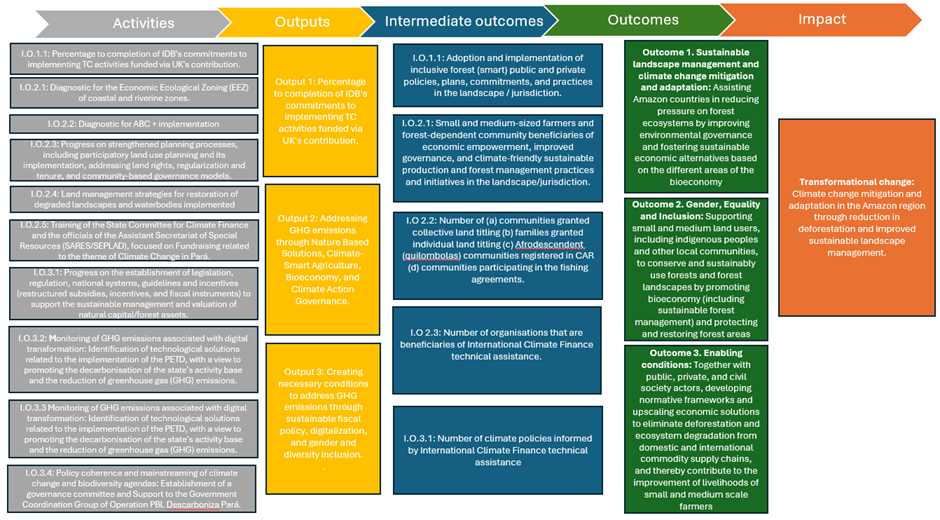 Activities
Outputs
Intermediate outcomes
Outcomes
Impact
I.O.1.1: Percentage to completion of IDB's commitments to
implementing TC activities funded via UK's contribution.
I.O.2.1: Diagnostic for the Economic Ecological Zoning (EEZ)
of coastal and riverine zones.
I.O.2.2: Diagnostic for ABC + implementation
I.O.2.3: Progress on strengthened planning processes,
including participatory land use planning and its
implementation, addressing land rights, regularization and
tenure, and community-based governance models.
I.O.2.4: Land management strategies for restoration of
degraded landscapes and waterbodies implemented
I.O.2.5: Training of the State Committee for Climate Finance
and the officials of the Assistant Secretariat of Special
Resources (SARES/SEPLAD), focused on Fundraising related
to the theme of Climate Change in Pará.
I.O.3.1: Progress on the establishment of legislation,
regulation, national systems, guidelines and incentives
(restructured subsidies, incentives, and fiscal instruments) to
support the sustainable management and valuation of
natural capital/forest assets.
I.O.3.2: Monitoring of GHG emissions associated with digital
transformation: Identification of technological solutions
related to the implementation of the PETD, with a view to
promoting the decarbonisation of the state's activity base
and the reduction of greenhouse gas (GHG) emissions.
I.O.3.3 Monitoring of GHG emissions associated with digital
transformation: Identification of technological solutions
related to the implementation of the PETD, with a view to
promoting the decarbonisation of the state's activity base
and the reduction of greenhouse gas (GHG) emissions.
I.O.3.4: Policy coherence and mainstreaming of climate
change and biodiversity agendas: Establishment of a
governance committee and Support to the Government
Coordination Group of Operation PBL Descarboniza Pará.
Output 1: Percentage
to completion of IDB's
commitments to
implementing TC
activities funded via
UK's contribution.
Output 2: Addressing
GHG emissions
through Nature Based
Solutions, Climate-
Smart Agriculture,
Bioeconomy, and
Climate Action
Governance.
Output 3: Creating
necessary conditions
to address GHG
emissions through
sustainable fiscal
policy, digitalization,
and gender and
diversity inclusion.
.
I.O.1.1: Adoption and implementation of
inclusive forest (smart) public and private
policies, plans, commitments, and practices
in the landscape / jurisdiction.
I.O.2.1: Small and medium-sized farmers and
forest-dependent community beneficiaries of
economic empowerment, improved
governance, and climate-friendly sustainable
production and forest management practices
and initiatives in the landscape/jurisdiction.
IO 2.2: Number of (a) communities granted
collective land titling (b) families granted
individual land titling (c) Afrodescendent
(quilombolas) communities registered in CAR
(d) communities participating in the fishing
agreements.
I.O 2.3: Number of organisations that are
beneficiaries of International Climate Finance
technical assistance.
I.O.3.1: Number of climate policies informed
by International Climate Finance technical
assistance
Outcome 1. Sustainable
landscape management and
climate change mitigation
and adaptation: Assisting
Amazon countries in reducing
pressure on forest
ecosystems by improving
environmental governance
and fostering sustainable
economic alternatives based
on the different areas of the
bioeconomy
Outcome 2. Gender, Equality
and Inclusion: Supporting
small and medium land users,
including indigenous peoples
and other local communities,
to conserve and sustainably
use forests and forest
landscapes by promoting
bioeconomy (including
sustainable forest
management) and protecting
and restoring forest areas
Outcome 3. Enabling
conditions: Together with
public, private, and civil
society actors, developing
normative frameworks and
upscaling economic solutions
to eliminate deforestation and
ecosystem degradation from
domestic and international
commodity supply chains,
and thereby contribute to the
improvement of livelihoods of
small and medium scale
farmers
Transformational change:
Climate change mitigation and
adaptation in the Amazon region
through reduction in
deforestation and improved
sustainable landscape
management.